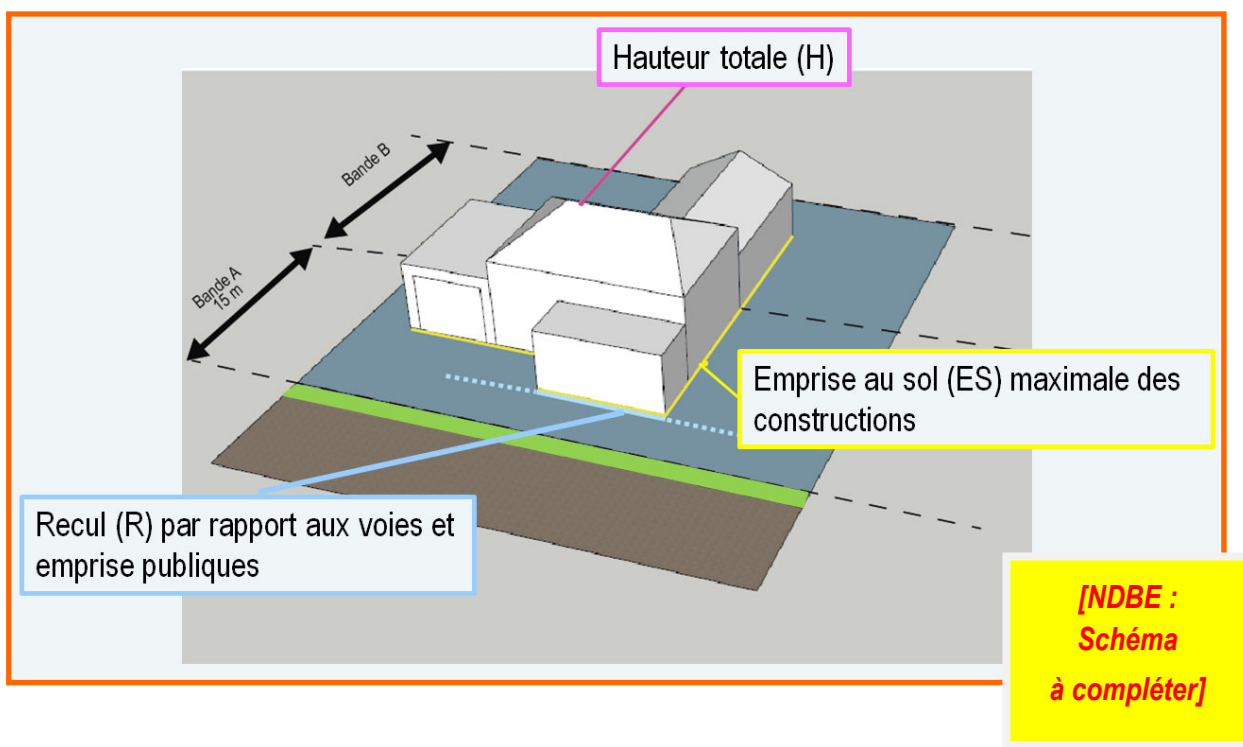 Hauteur totale (H)
Bande B
Bande A
15 m
Emprise au sol (ES) maximale des
constructions
Recul (R) par rapport aux voies et
emprise publiques
[NDBE :
Schéma
à compléter]